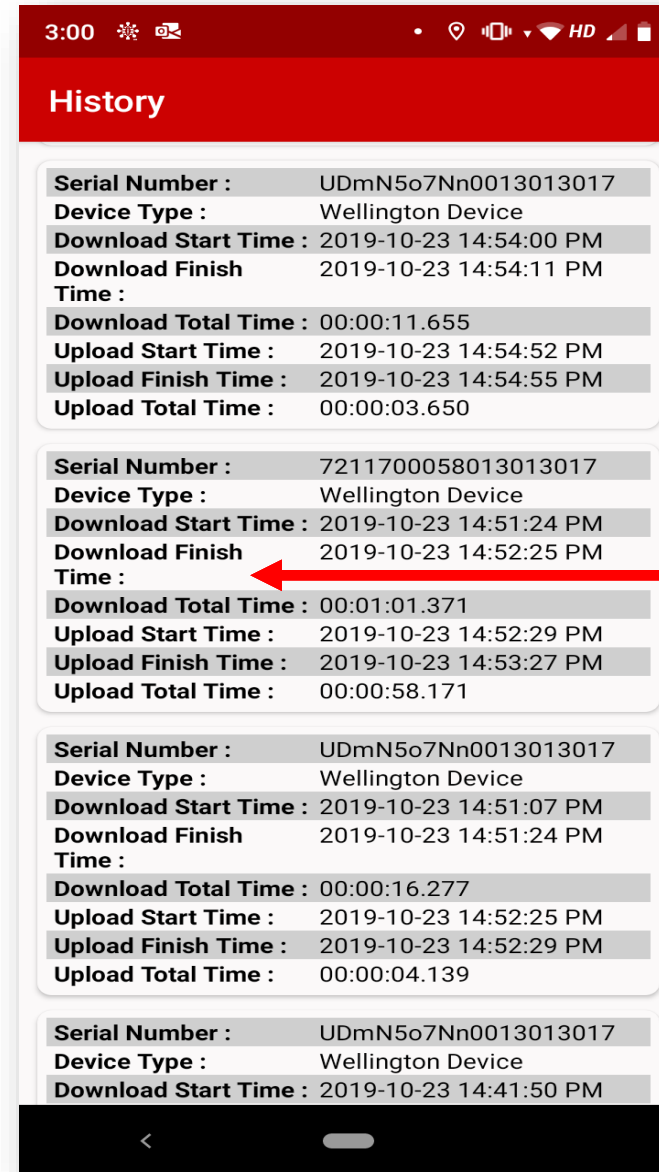 3:00 HD
History
Serial Number : UDmN5o7Nn0013013017
Device Type : Wellington Device
Download Start Time : 2019-10-23 14:54:00 PM
Download Finish 2019-10-23 14:54:11 PM
Time :
Download Total Time : 00:00:11.655
Upload Start Time : 2019-10-23 14:54:52 PM
Upload Finish Time : 2019-10-23 14:54:55 PM
Upload Total Time : 00:00:03.650
Serial Number : 7211700058013013017
Device Type : Wellington Device
Download Start Time : 2019-10-23 14:51:24 PM
Download Finish 2019-10-23 14:52:25 PM
Time :
Download Total Time : 00:01:01.371
Upload Start Time : 2019-10-23 14:52:29 PM
Upload Finish Time : 2019-10-23 14:53:27 PM
Upload Total Time : 00:00:58.171
Serial Number : UDmN5o7Nn0013013017
Device Type : Wellington Device
Download Start Time : 2019-10-23 14:51:07 PM
Download Finish 2019-10-23 14:51:24 PM
Time :
Download Total Time : 00:00:16.277
Upload Start Time : 2019-10-23 14:52:25 PM
Upload Finish Time : 2019-10-23 14:52:29 PM
Upload Total Time : 00:00:04.139
Serial Number : UDmN5o7Nn0013013017
Device Type : Wellington Device
Download Start Time : 2019-10-23 14:41:50 PM